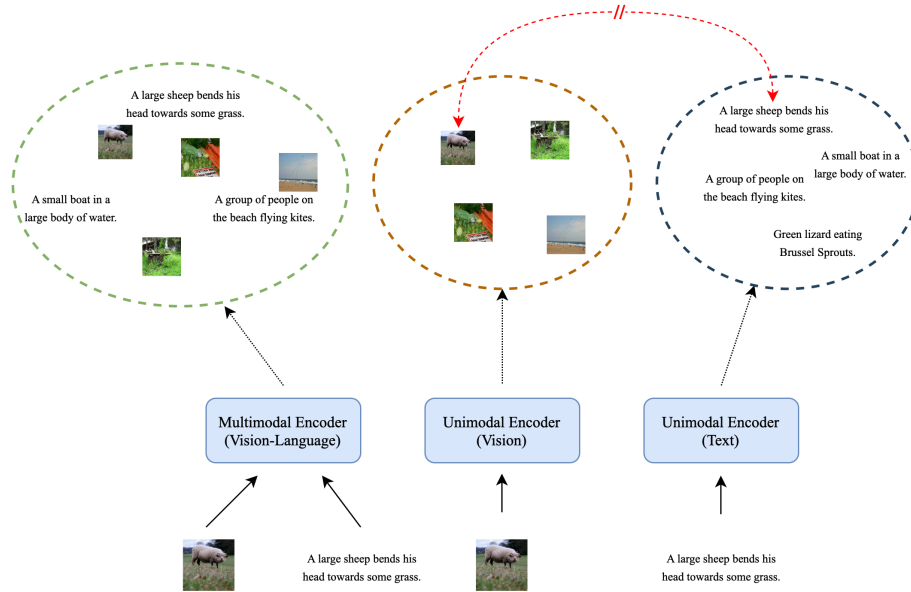 //
A large sheep bends his
head towards some grass.
A small boat in a
large body of water.
A group of people on
the beach flying kites.
A large sheep bends his
head towards some grass.
A small boat in a
large body of water.
A group of people on
the beach flying kites.
Green lizard eating
Brussel Sprouts.
Multimodal Encoder
(Vision-Language)
Unimodal Encoder
(Vision)
Unimodal Encoder
(Text)
A large sheep bends his
head towards some grass.
A large sheep bends his
head towards some grass.